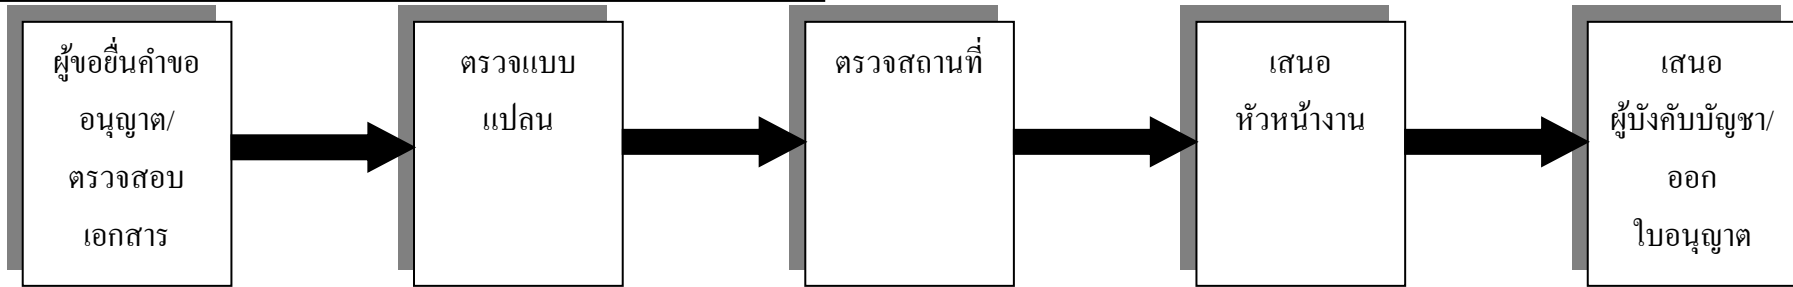 ผู้ขอยื่นคำขอ
อนุญาต/
ตรวจสอบ
เอกสาร
ตรวจแบบ
แปลน
ตรวจสถานที่
เสนอ
หัวหน้างาน
เสนอ
ผู้บังคับบัญชา/
ออก
ใบอนุญาต